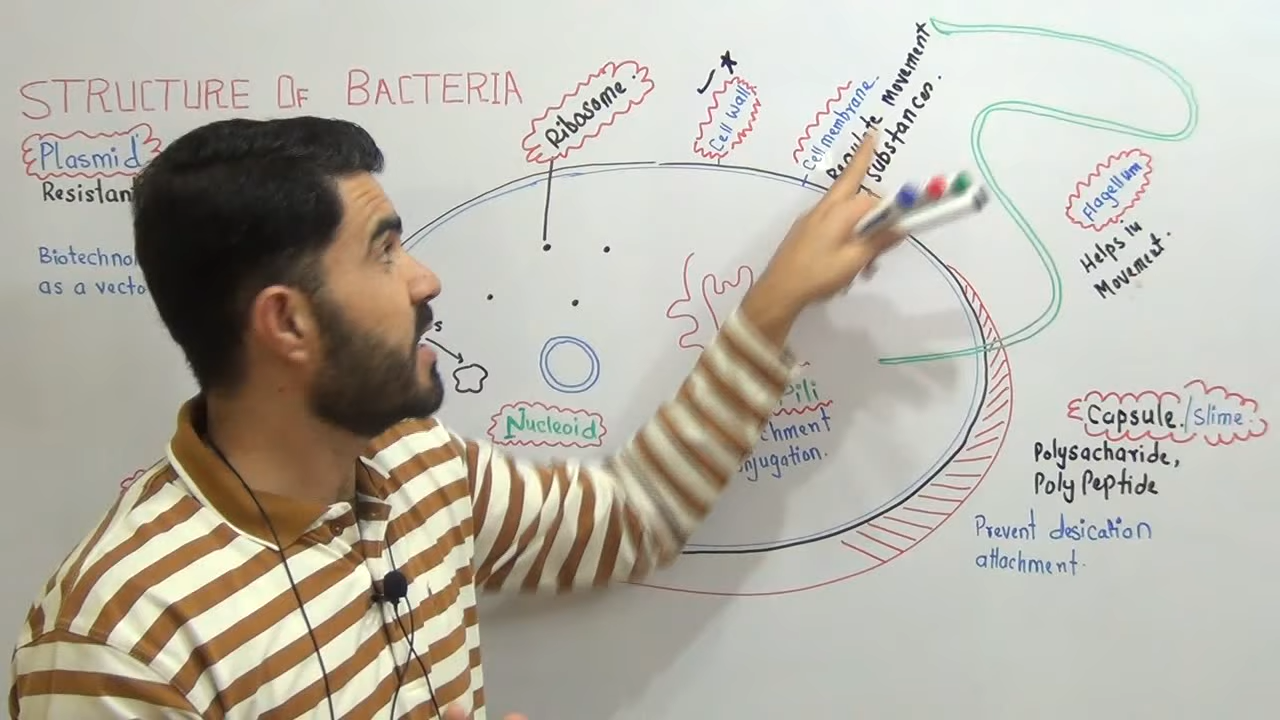 STRUCTURE OF BACTERIA
Plasmid
Resistan
Biotechno
as a vecto
Ribosome.
Cell Wall
Cell membrane.
Regulate Movement
substances.
Flagellum
Helps in
Movement.
s
Nucleoid
Pili
chment
njugation.
Capsule/Slime.
Polysacharide,
Poly Peptide
Prevent desication
attachment.